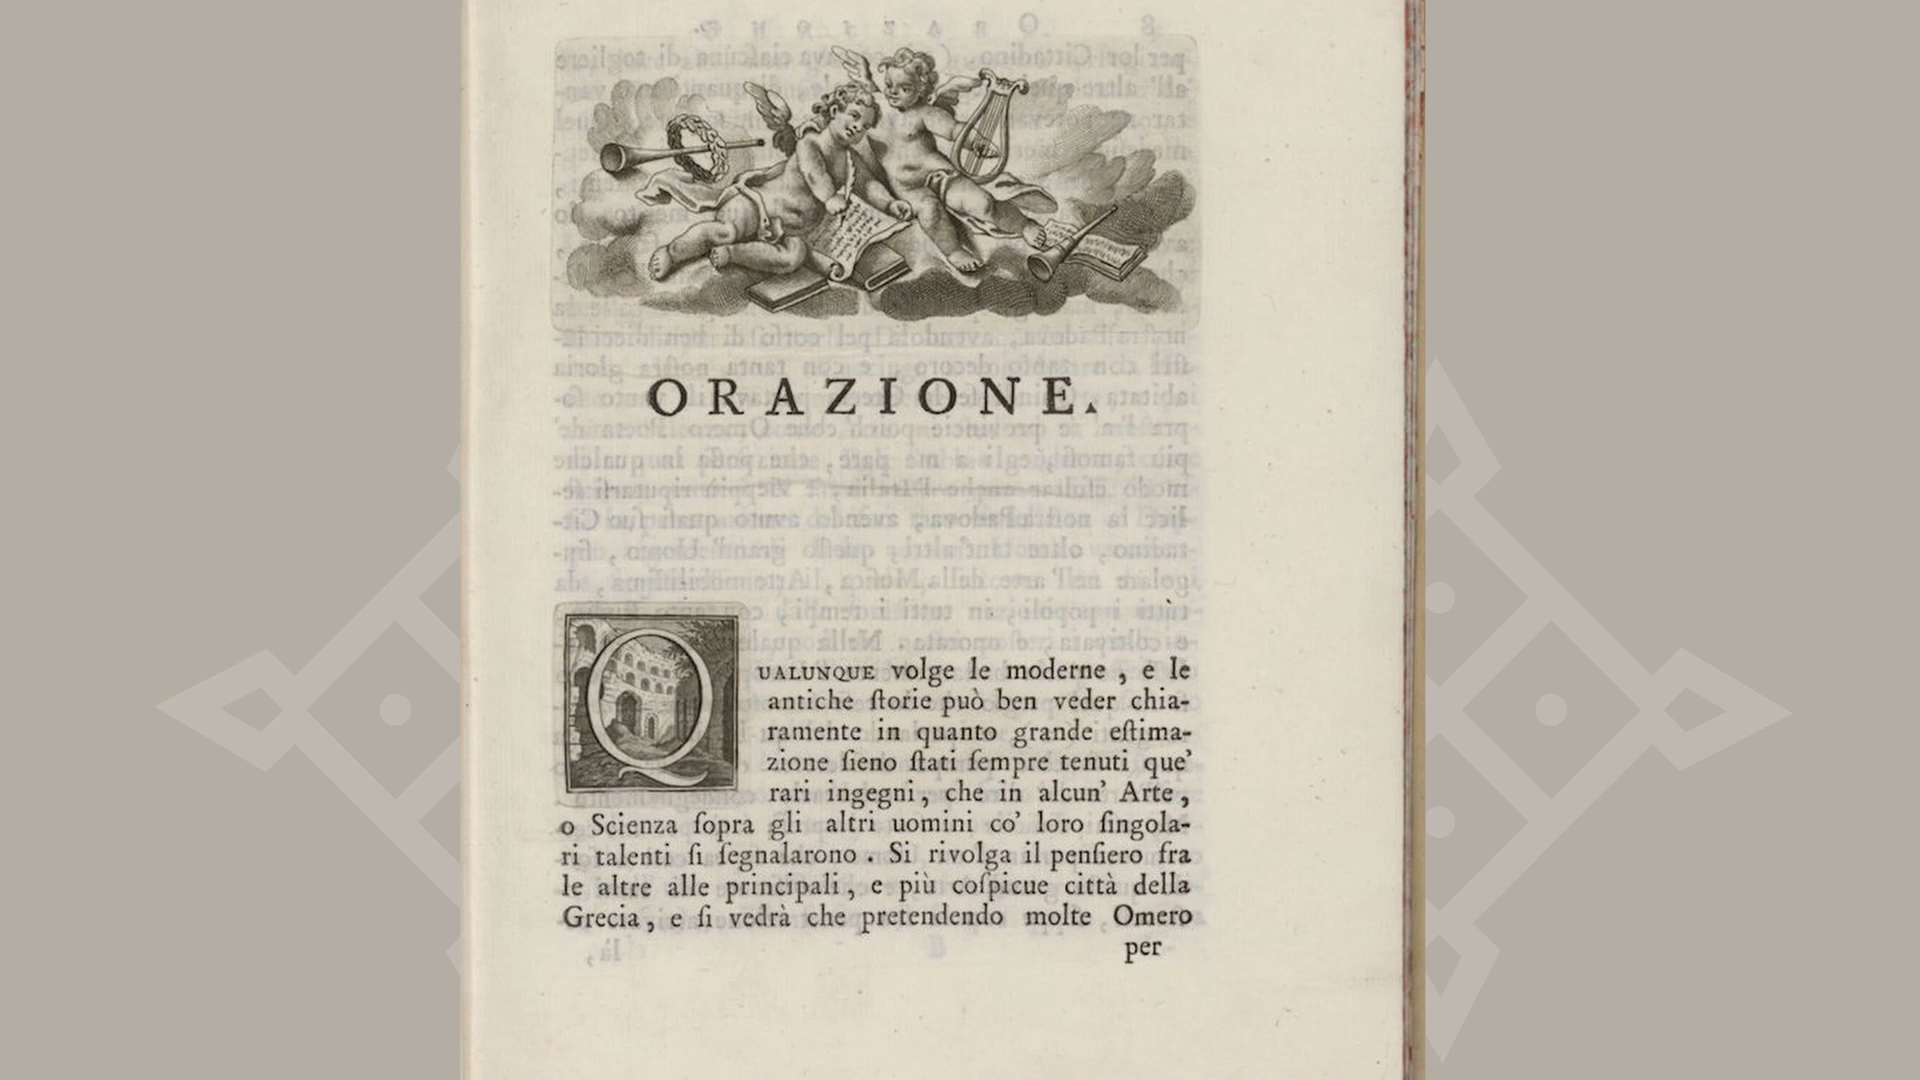 ORAZIONE.
QUALUNQUE volge le moderne, e le
antiche ſtorie può ben veder chia-
ramente in quanto grande eſtima-
zione ſieno ſtati ſempre tenuti que'
rari ingegni, che in alcun' Arte,
o Scienza ſopra gli altri uomini co' loro ſingola-
ri talenti ſi ſegnalarono. Si rivolga il penſiero fra
le altre alle principali, e più coſpicue città della
Grecia, e ſi vedrà che pretendendo molte Omero
per